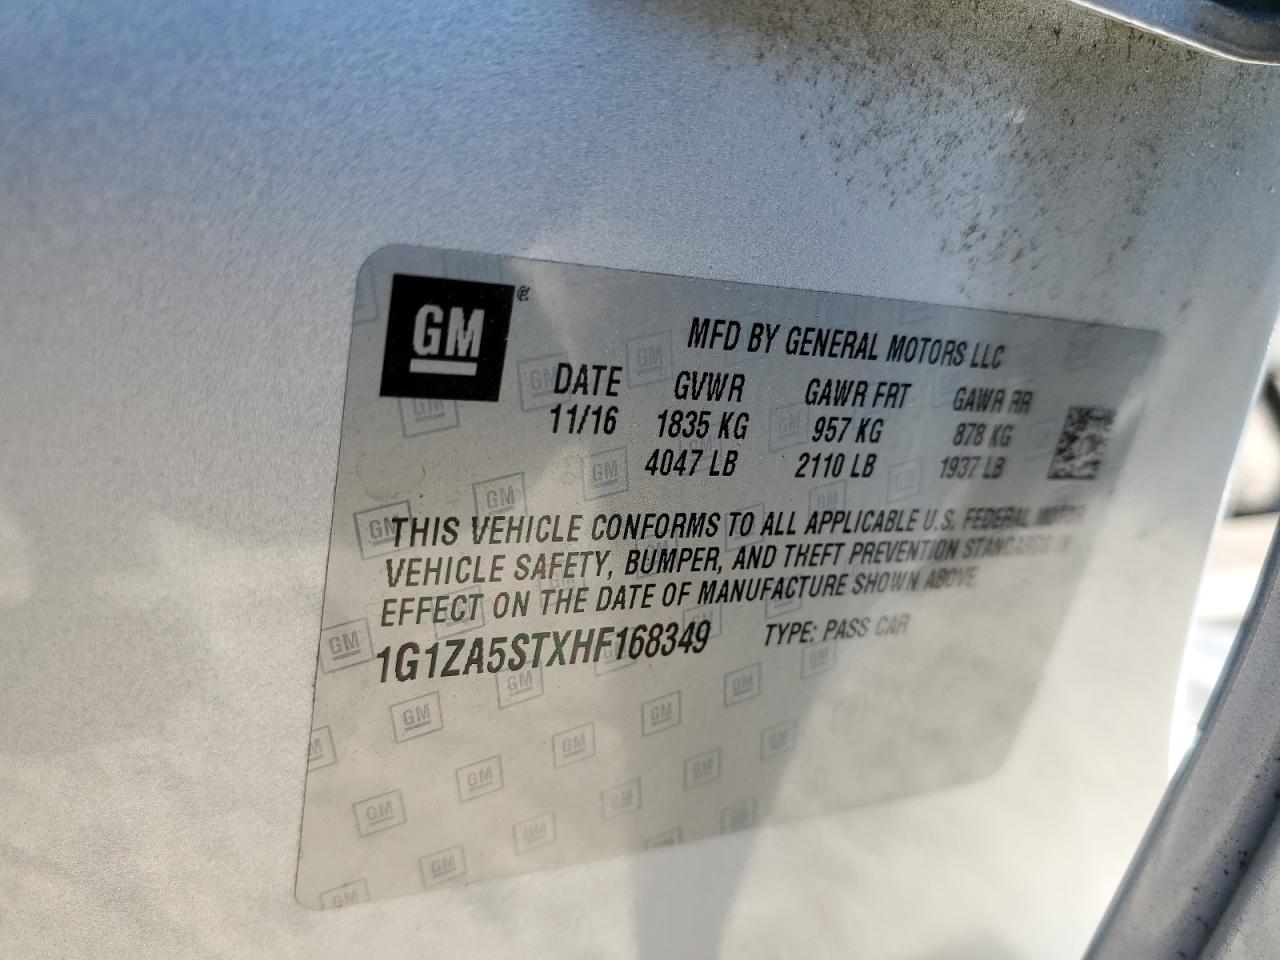 GM
MFD BY GENERAL MOTORS LLC
DATE GVWR GAWR FRT GAWR RR
11/16 1835 KG 957 KG 878 KG
4047 LB 2110 LB 1937 LB
THIS VEHICLE CONFORMS TO ALL APPLICABLE U.S. FEDERAL MOTOR
VEHICLE SAFETY, BUMPER, AND THEFT PREVENTION STANDARDS IN
EFFECT ON THE DATE OF MANUFACTURE SHOWN ABOVE
1G1ZA5STXHF168349 TYPE: PASS CAR